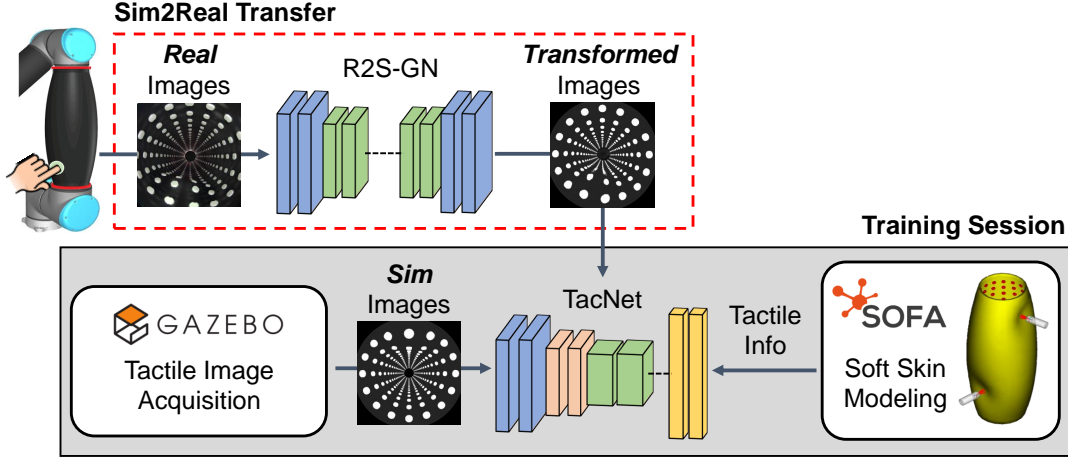 Sim2Real Transfer
Real
Images
R2S-GN
Transformed
Images
Training Session
Sim
Images
TacNet
GAZEBO
Tactile Image
Acquisition
Tactile
Info
SOFA
Soft Skin
Modeling